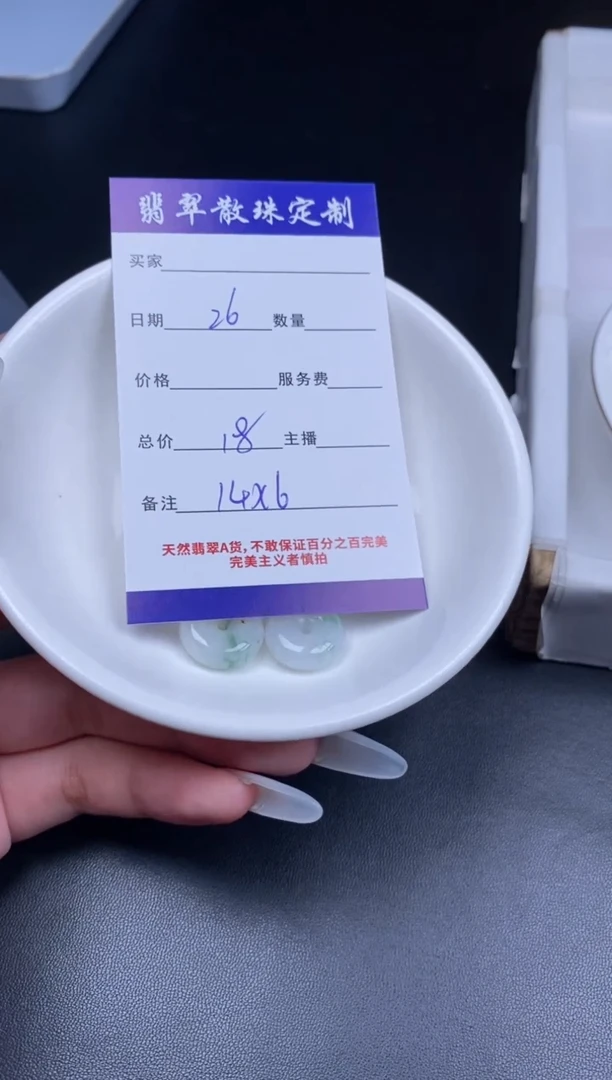 翡翠散珠定制
买家
日期 26 数量
价格 服务费
总价 18 主播
备注 14x6
天然翡翠A货,不敢保证百分之百完美
完美主义者慎拍